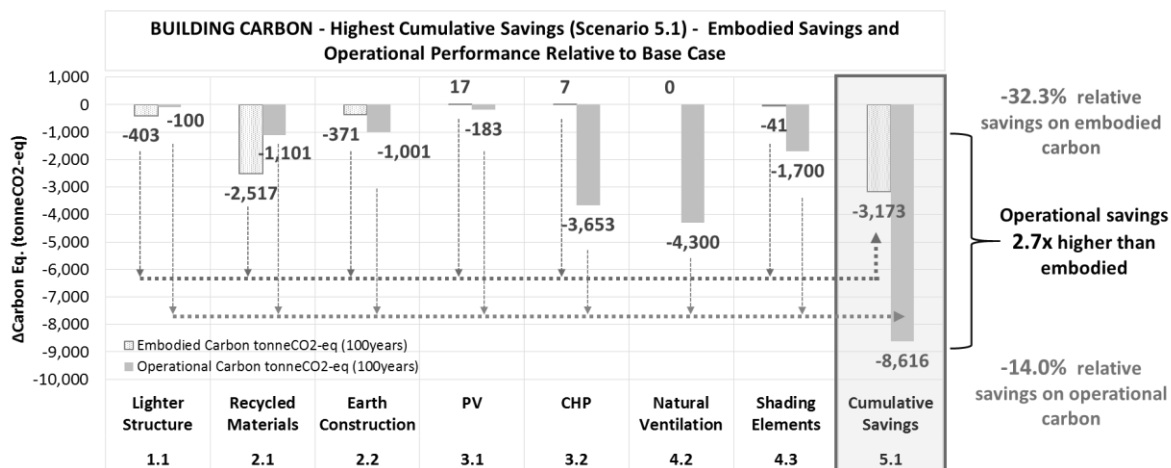 BUILDING CARBON - Highest Cumulative Savings (Scenario 5.1) - Embodied Savings and
Operational Performance Relative to Base Case
ΔCarbon Eq. (tonneCO2-eq)
1,000
0
-1,000
-2,000
-3,000
-4,000
-5,000
-6,000
-7,000
-8,000
-9,000
-10,000
-403
-100
-2,517
-1,101
-371
-1,001
17
-183
7
-3,653
0
-4,300
-41
-1,700
-3,173
-8,616
Embodied Carbon tonneCO2-eq (100years)
Operational Carbon tonneCO2-eq (100years)
Lighter
Structure
1.1
Recycled
Materials
2.1
Earth
Construction
2.2
PV
3.1
CHP
3.2
Natural
Ventilation
4.2
Shading
Elements
4.3
Cumulative
Savings
5.1
-32.3% relative
savings on embodied
carbon
Operational savings
2.7x higher than
embodied
-14.0% relative
savings on operational
carbon